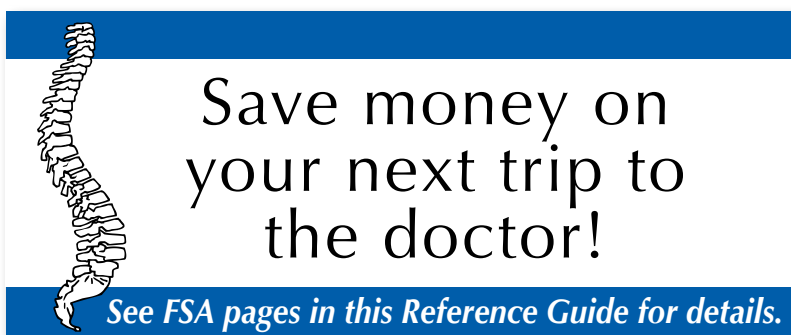 Save money on
your next trip to
the doctor!
See FSA pages in this Reference Guide for details.